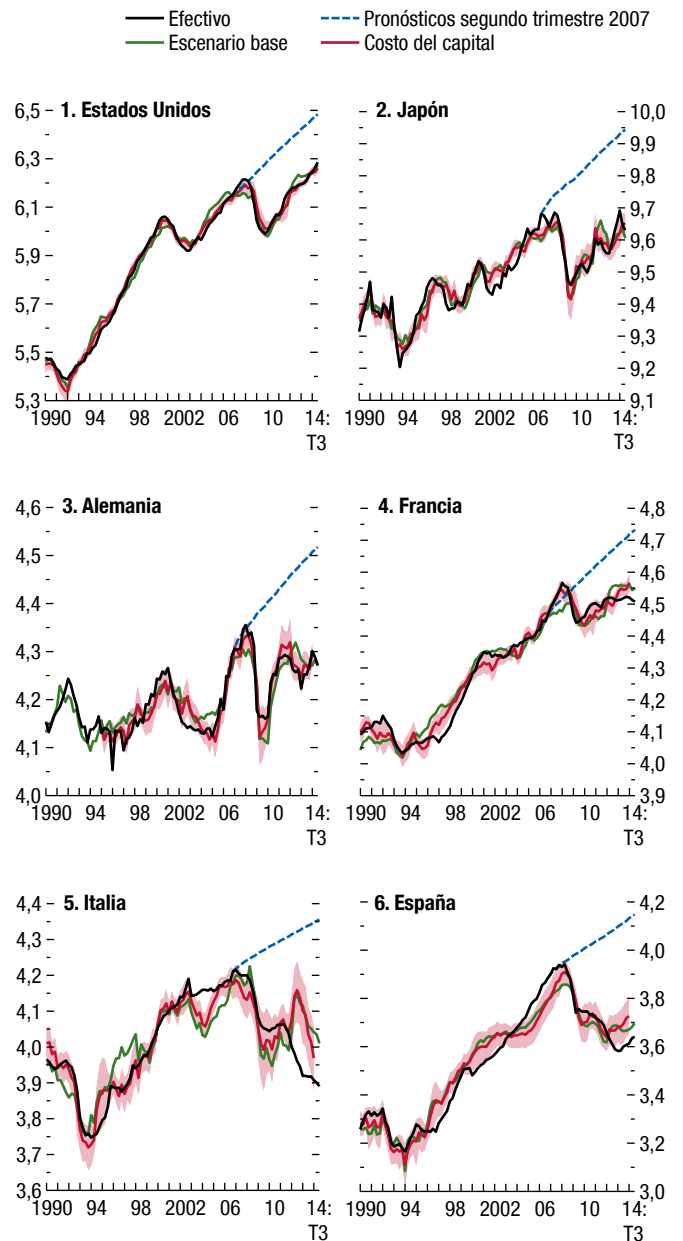 Efectivo
Pronósticos segundo trimestre 2007
Escenario base
Costo del capital
1. Estados Unidos
6,5
6,3
6,1
5,9
5,7
5,5
5,3
1990 94 98 2002 06 14:
T3
2. Japón
10,0
9,9
9,8
9,7
9,6
9,5
9,4
9,3
9,2
9,1
1990 94 98 2002 06 10 14:
T3
3. Alemania
4,6
4,5
4,4
4,3
4,2
4,1
4,0
1990 94 98 2002 06 10 14:
T3
4. Francia
4,8
4,7
4,6
4,5
4,4
4,3
4,2
4,1
4,0
3,9
1990 94 98 2002 06 10 14:
T3
5. Italia
4,4
4,3
4,2
4,1
4,0
3,9
3,8
3,7
3,6
1990 94 98 2002 06 10 14:
T3
6. España
4,2
4,0
3,8
3,6
3,4
3,2
3,0
1990 94 98 2002 06 10 14:
T3